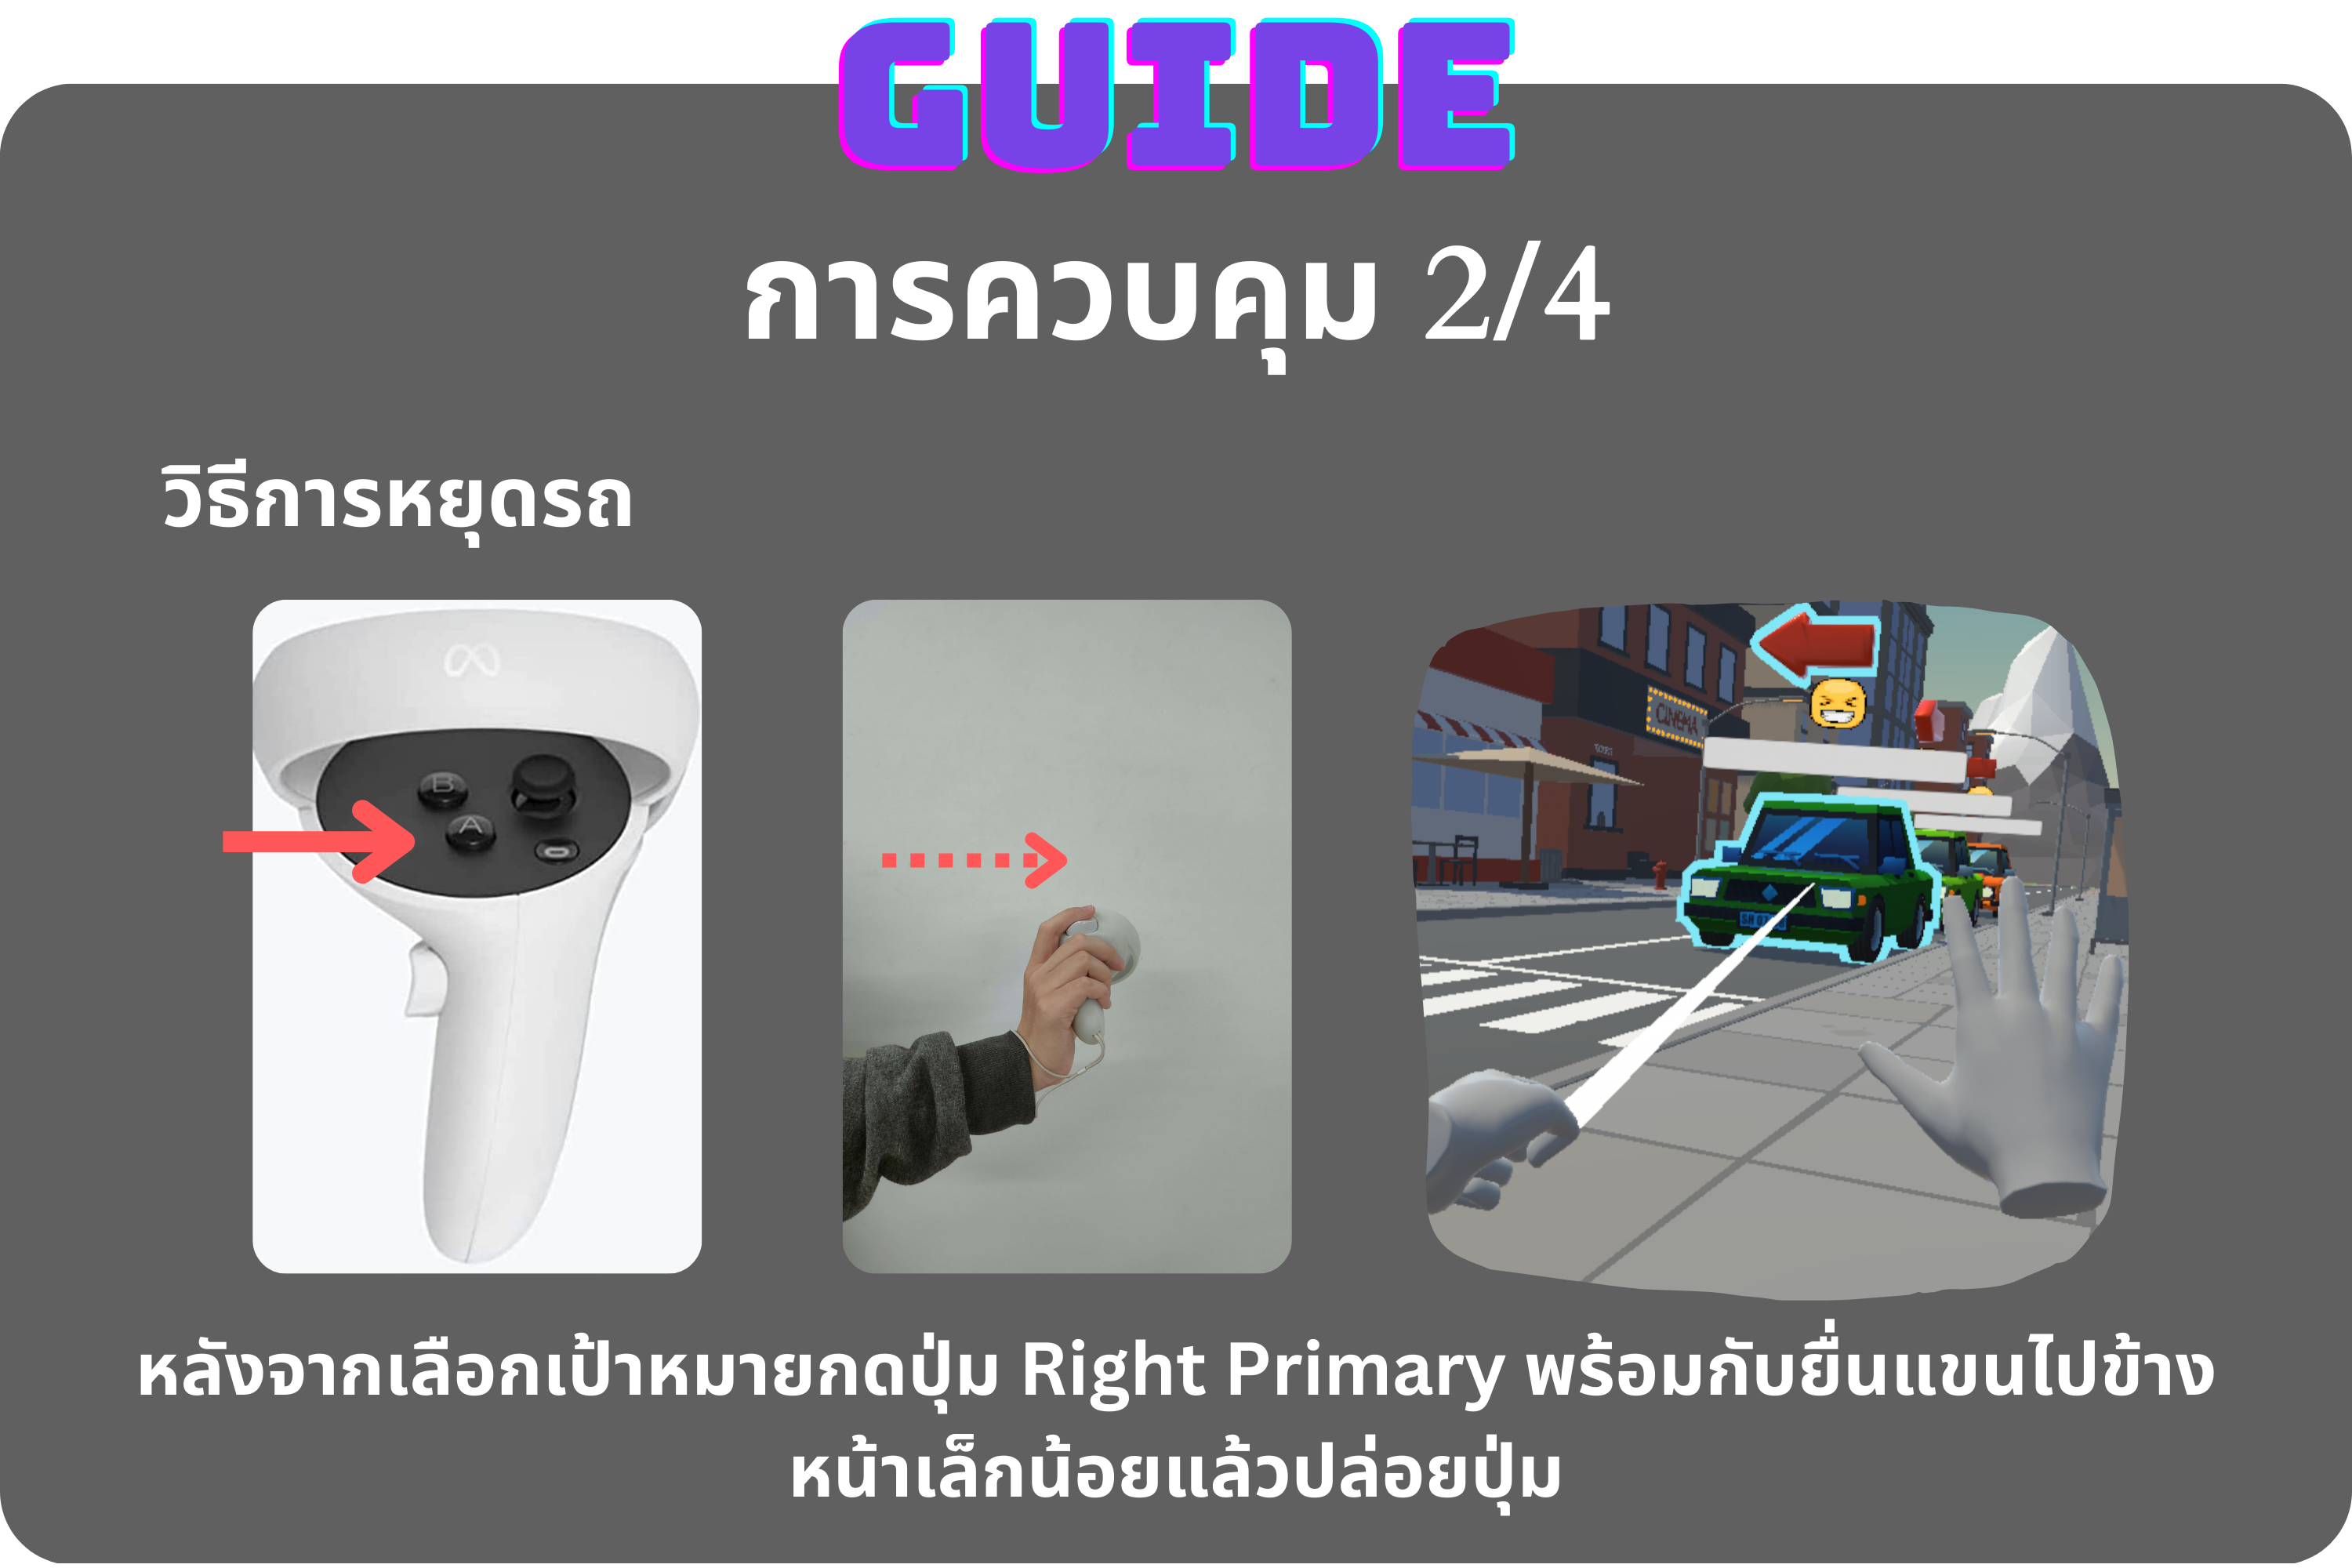 GUIDE
การควบคุม 2/4
วิธีการหยุดรถ
B
A
CINEMA
หลังจากเลือกเป้าหมายกดปุ่ม Right Primary พร้อมกับยื่นแขนไปข้าง
หน้าเล็กน้อยแล้วปล่อยปุ่ม